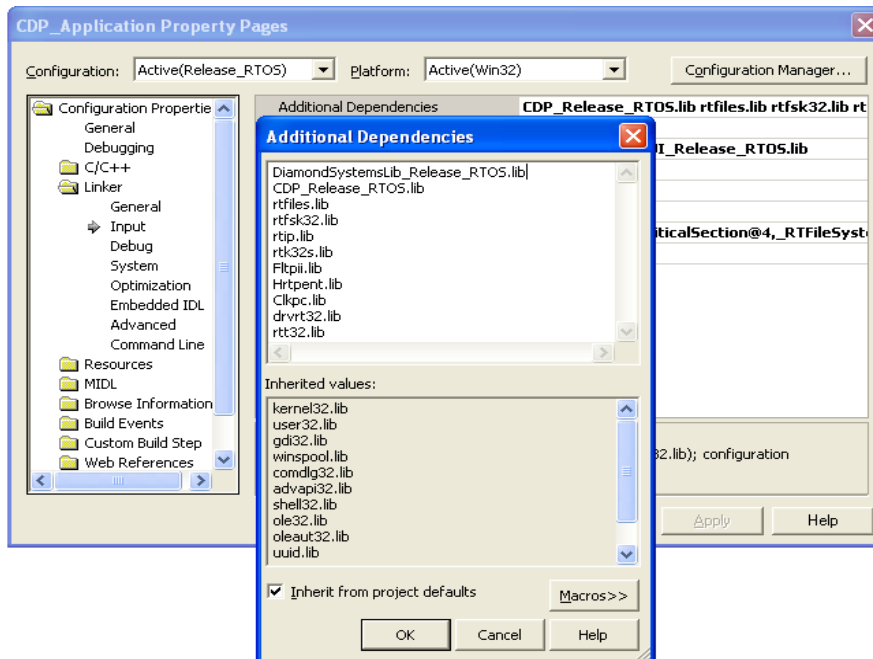 CDP_Application Property Pages
Configuration: Active(Release_RTOS) Platform: Active(Win32) Configuration Manager...
Configuration Propertie
General
Debugging
C/C++
Linker
General
Input
Debug
System
Optimization
Embedded IDL
Advanced
Command Line
Resources
MIDL
Browse Information
Build Events
Custom Build Step
Web References
Additional Dependencies CDP_Release_RTOS.lib rtfiles.lib rtfsk32.lib rt
I_Release_RTOS.lib
iticalSection@4,_RTFileSyst
32.lib); configuration
Apply Help
Additional Dependencies
DiamondSystemsLib_Release_RTOS.lib
CDP_Release_RTOS.lib
rtfiles.lib
rtfsk32.lib
rtip.lib
rtk32s.lib
Fltpii.lib
Hrtpent.lib
Clkpc.lib
drvrt32.lib
rtt32.lib
Inherited values:
kernel32.lib
user32.lib
gdi32.lib
winspool.lib
comdlg32.lib
advapi32.lib
shell32.lib
ole32.lib
oleaut32.lib
uuid.lib
Inherit from project defaults Macros>>
OK Cancel Help